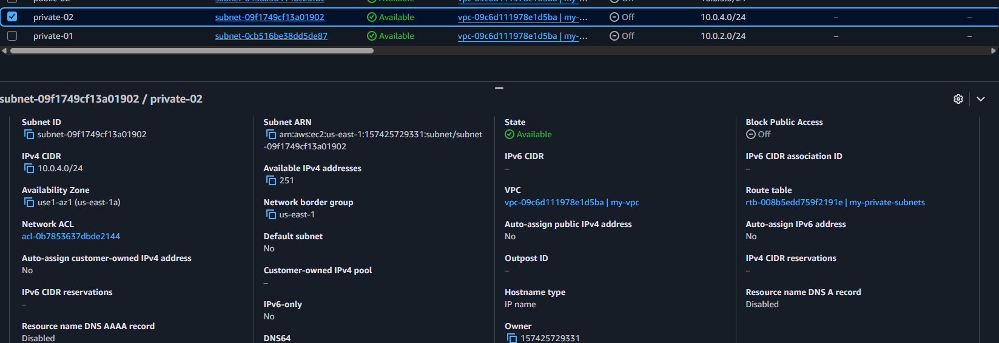 private-02 subnet-09f1749cf13a01902 Available vpc-09c6d111978e1d5ba | my-... Off 10.0.4.0/24 – –
private-01 subnet-0cb516be38dd5de87 Available vpc-09c6d111978e1d5ba | my-... Off 10.0.2.0/24 – –
subnet-09f1749cf13a01902 / private-02
Subnet ID
subnet-09f1749cf13a01902
IPv4 CIDR
10.0.4.0/24
Availability Zone
use1-az1 (us-east-1a)
Network ACL
acl-0b7853637dbde2144
Auto-assign customer-owned IPv4 address
No
IPv6 CIDR reservations
–
Resource name DNS AAAA record
Disabled
Subnet ARN
arn:aws:ec2:us-east-1:157425729331:subnet/subnet
-09f1749cf13a01902
Available IPv4 addresses
251
Network border group
us-east-1
Default subnet
No
Customer-owned IPv4 pool
–
IPv6-only
No
DNS64
State
Available
IPv6 CIDR
–
VPC
vpc-09c6d111978e1d5ba | my-vpc
Auto-assign public IPv4 address
No
Outpost ID
–
Hostname type
IP name
Owner
157425729331
Block Public Access
Off
IPv6 CIDR association ID
–
Route table
rtb-008b5edd759f2191e | my-private-subnets
Auto-assign IPv6 address
No
IPv4 CIDR reservations
–
Resource name DNS A record
Disabled